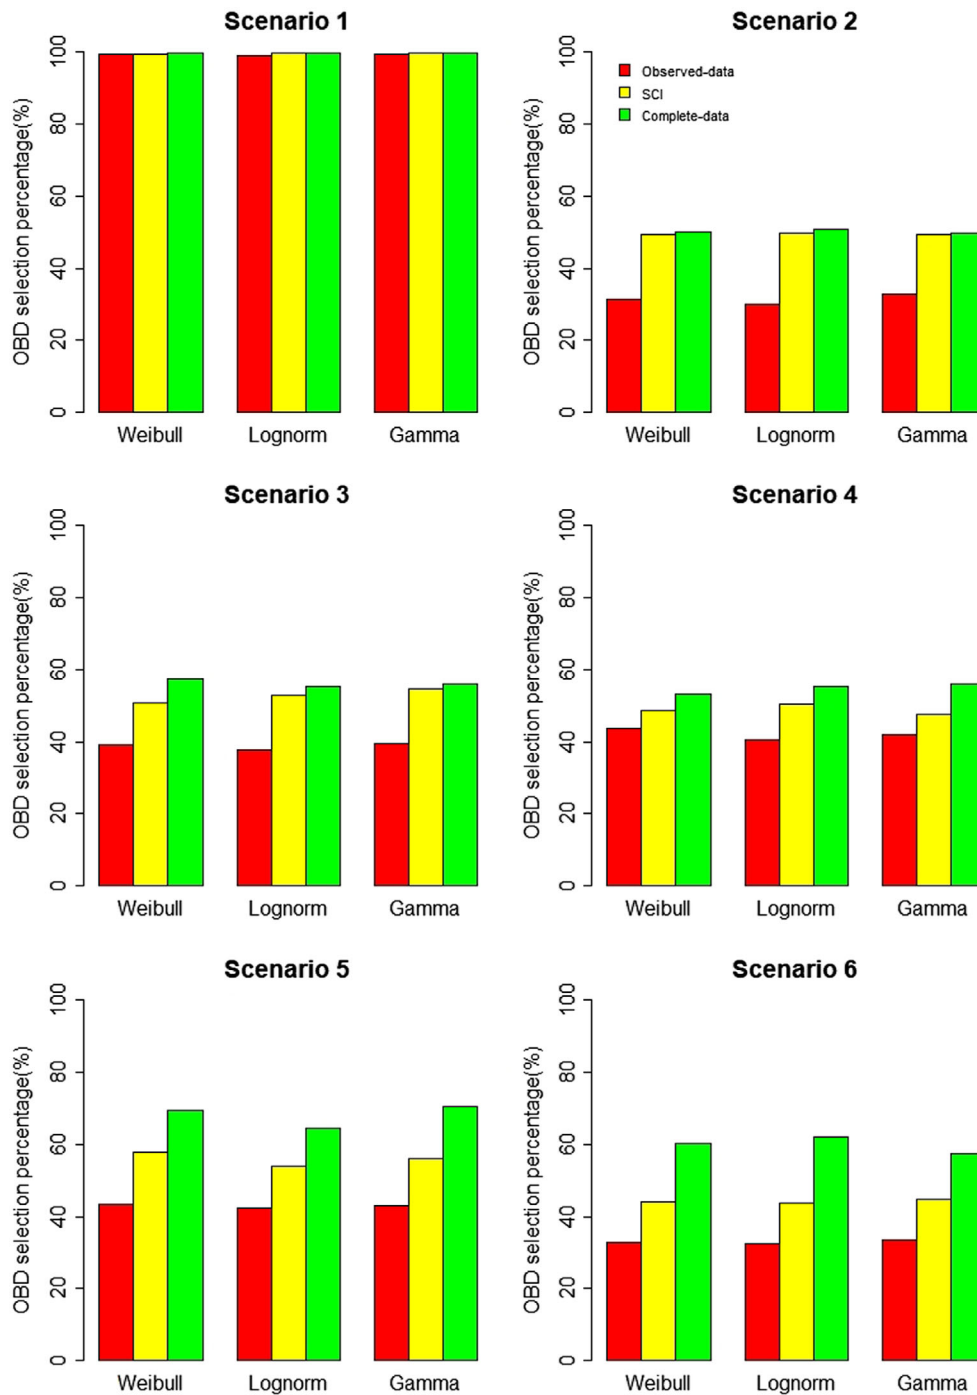 Scenario 1
OBD selection percentage(%)
0 20 40 60 80 100
Weibull Lognorm Gamma
Scenario 2
OBD selection percentage(%)
0 20 40 60 80 100
Observed-data
SCI
Complete-data
Weibull Lognorm Gamma
Scenario 3
OBD selection percentage(%)
0 20 40 60 80 100
Weibull Lognorm Gamma
Scenario 4
OBD selection percentage(%)
0 20 40 60 80 100
Weibull Lognorm Gamma
Scenario 5
OBD selection percentage(%)
0 20 40 60 80 100
Weibull Lognorm Gamma
Scenario 6
OBD selection percentage(%)
0 20 40 60 80 100
Weibull Lognorm Gamma